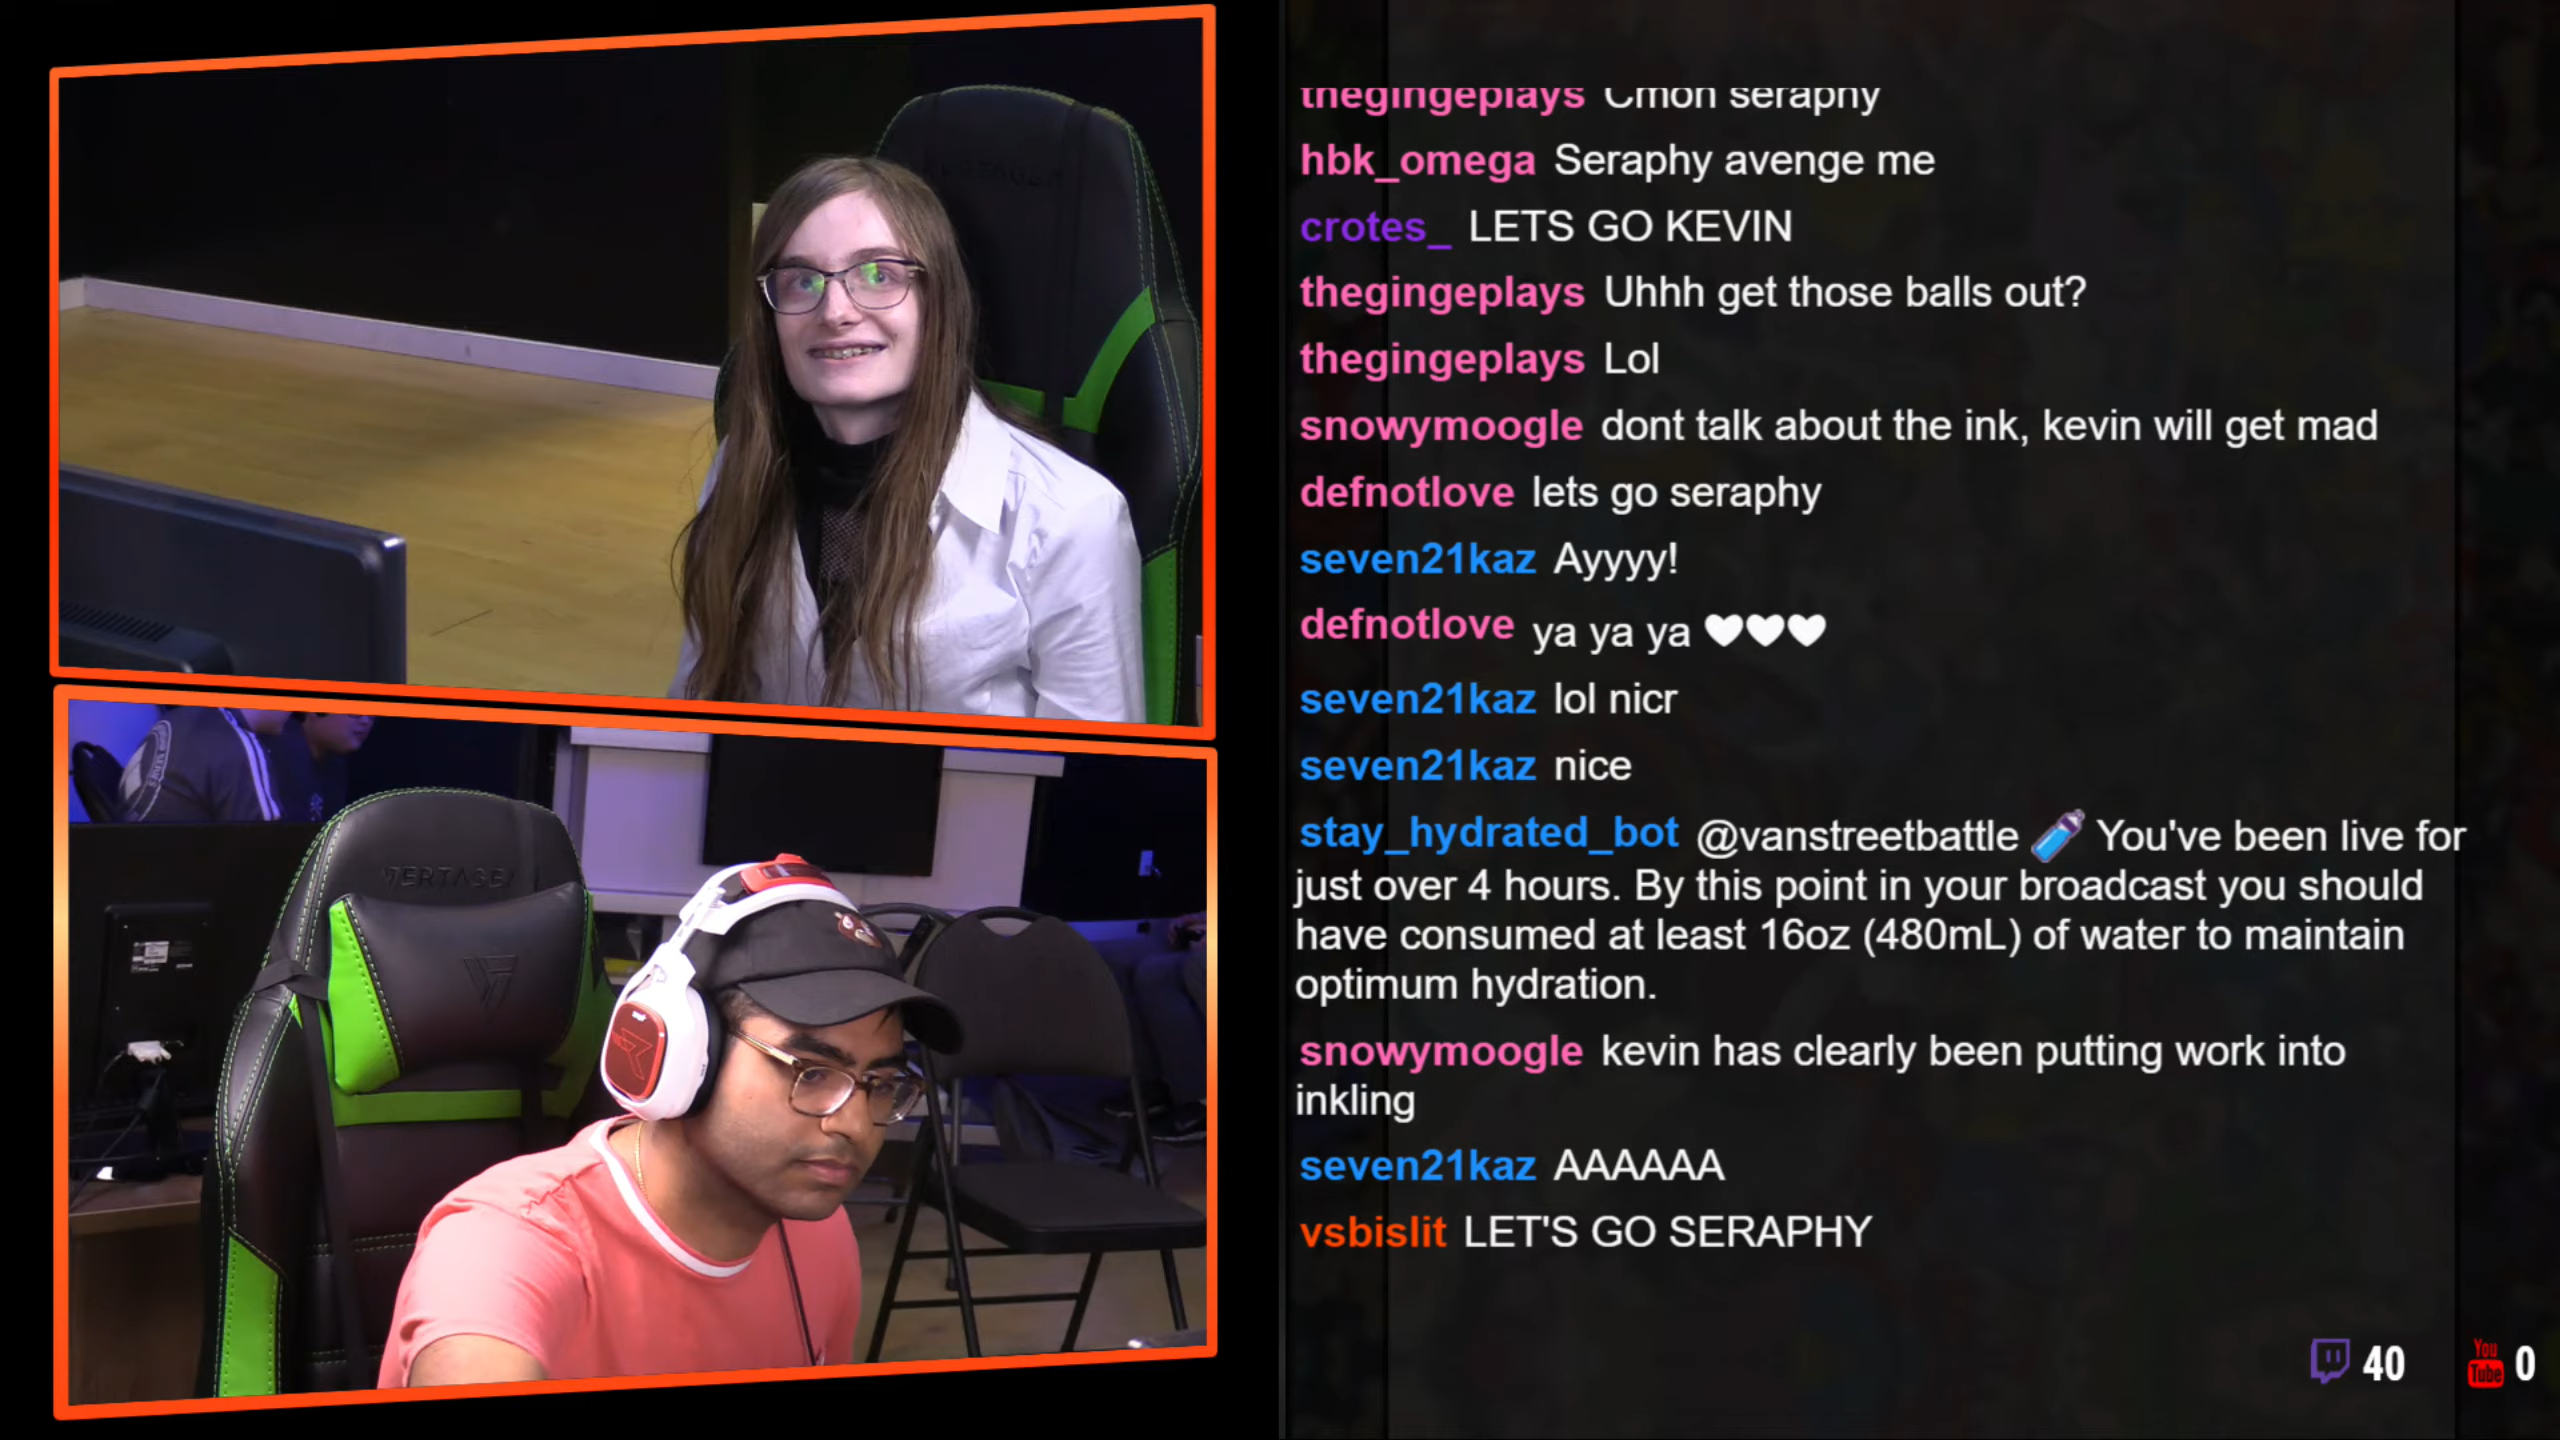 thegingeplays Cmon seraphy
hbk_omega Seraphy avenge me
crotes_ LETS GO KEVIN
thegingeplays Uhhh get those balls out?
thegingeplays Lol
snowymoogle dont talk about the ink, kevin will get mad
defnotlove lets go seraphy
seven21kaz Ayyyy!
defnotlove ya ya ya 🤍🤍🤍
seven21kaz lol nicr
seven21kaz nice
stay_hydrated_bot @vanstreetbattle You've been live for
just over 4 hours. By this point in your broadcast you should
have consumed at least 16oz (480mL) of water to maintain
optimum hydration.
snowymoogle kevin has clearly been putting work into
inkling
seven21kaz AAAAAA
vsbislit LET'S GO SERAPHY
40
You
Tube 0